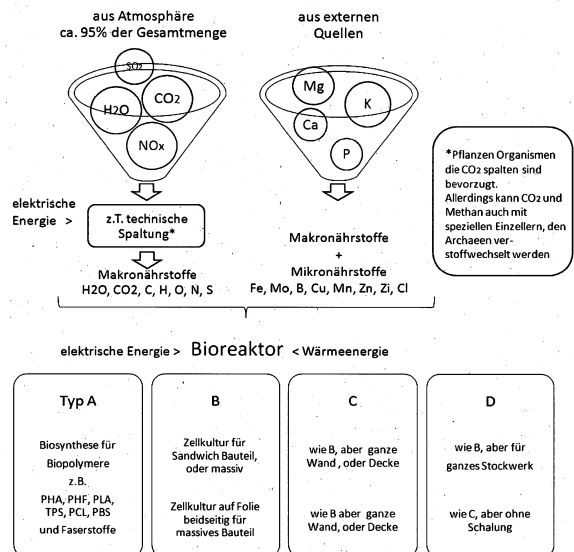 aus Atmosphäre
ca. 95% der Gesamtmenge
SO2
H2O
CO2
NOx
aus externen
Quellen
Mg
K
Ca
P
*Pflanzen Organismen
die CO2 spalten sind
bevorzugt.
Allerdings kann CO2 und
Methan auch mit
speziellen Einzellern, den
Archaeen ver-
stoffwechselt werden
elektrische
Energie >
z.T. technische
Spaltung*
Makronährstoffe
H2O, CO2, C, H, O, N, S
Makronährstoffe
+
Mikronährstoffe
Fe, Mo, B, Cu, Mn, Zn, Zi, Cl
elektrische Energie > Bioreaktor < Wärmeenergie
Typ A
Biosynthese für
Biopolymere
z.B.
PHA, PHF, PLA,
TPS, PCL, PBS
und Faserstoffe
B
Zellkultur für
Sandwich Bauteil,
oder massiv
Zellkultur auf Folie
beidseitig für
massives Bauteil
C
wie B, aber ganze
Wand, oder Decke
wie B aber ganze
Wand, oder Decke
D
wie B, aber für
ganzes Stockwerk
wie C, aber ohne
Schalung